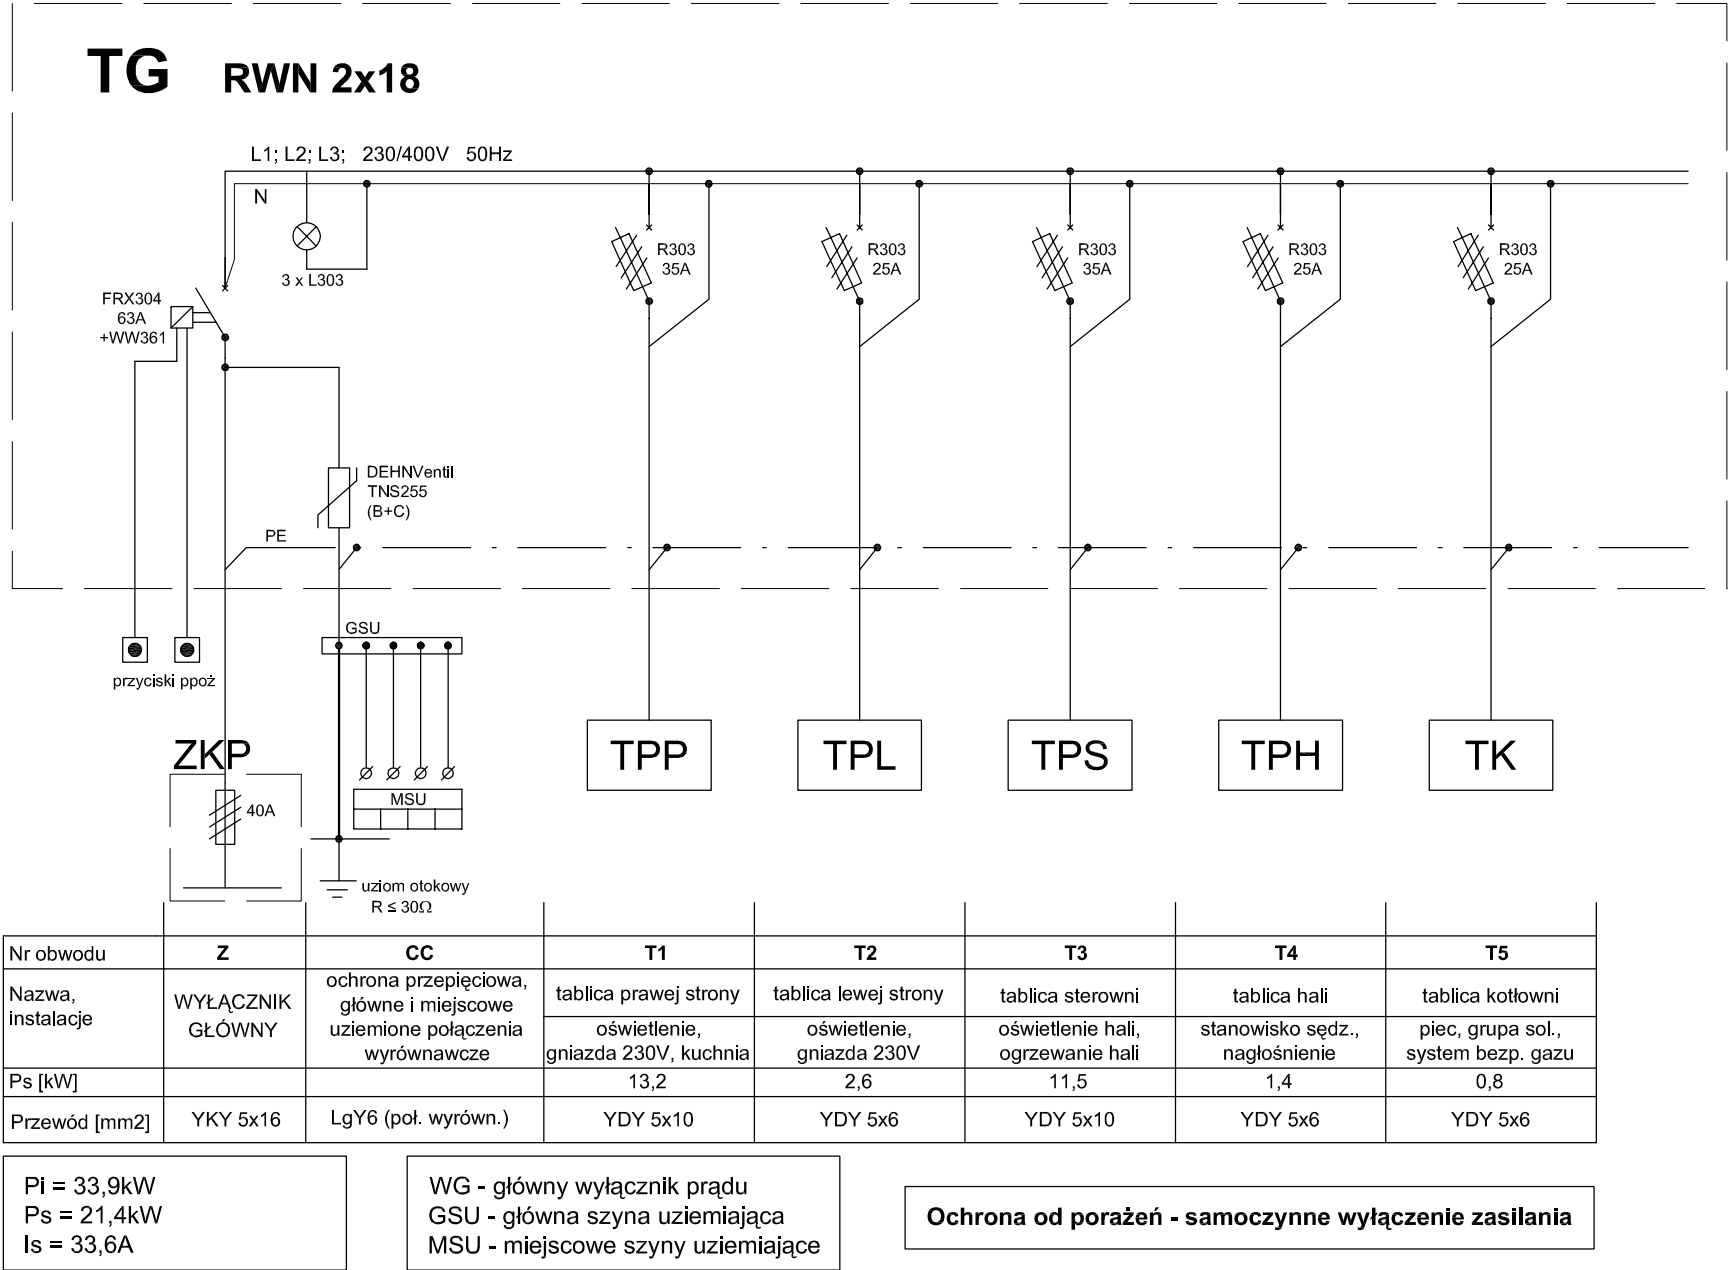 TG RWN 2x18
L1; L2; L3; 230/400V 50Hz
N
3 x L303
FRX304
63A
+WW361
R303
35A
R303
25A
R303
35A
R303
25A
R303
25A
DEHNVentil
TNS255
(B+C)
PE
GSU
przyciski ppoż
ZKP
40A
MSU
uziom otokowy
R ≤ 30Ω
TPP
TPL
TPS
TPH
TK
Nr obwodu Z CC T1 T2 T3 T4 T5
Nazwa,
instalacje
WYŁĄCZNIK
GŁÓWNY
ochrona przepięciowa,
główne i miejscowe
uziemione połączenia
wyrównawcze
tablica prawej strony
oświetlenie,
gniazda 230V, kuchnia
tablica lewej strony
oświetlenie,
gniazda 230V
tablica sterowni
oświetlenie hali,
ogrzewanie hali
tablica hali
stanowisko sędz.,
nagłośnienie
tablica kotłowni
piec, grupa sol.,
system bezp. gazu
Ps [kW] 13,2 2,6 11,5 1,4 0,8
Przewód [mm2] YKY 5x16 LgY6 (poł. wyrówn.) YDY 5x10 YDY 5x6 YDY 5x10 YDY 5x6 YDY 5x6
Pi = 33,9kW
Ps = 21,4kW
Is = 33,6A
WG - główny wyłącznik prądu
GSU - główna szyna uziemiająca
MSU - miejscowe szyny uziemiające
Ochrona od porażeń - samoczynne wyłączenie zasilania